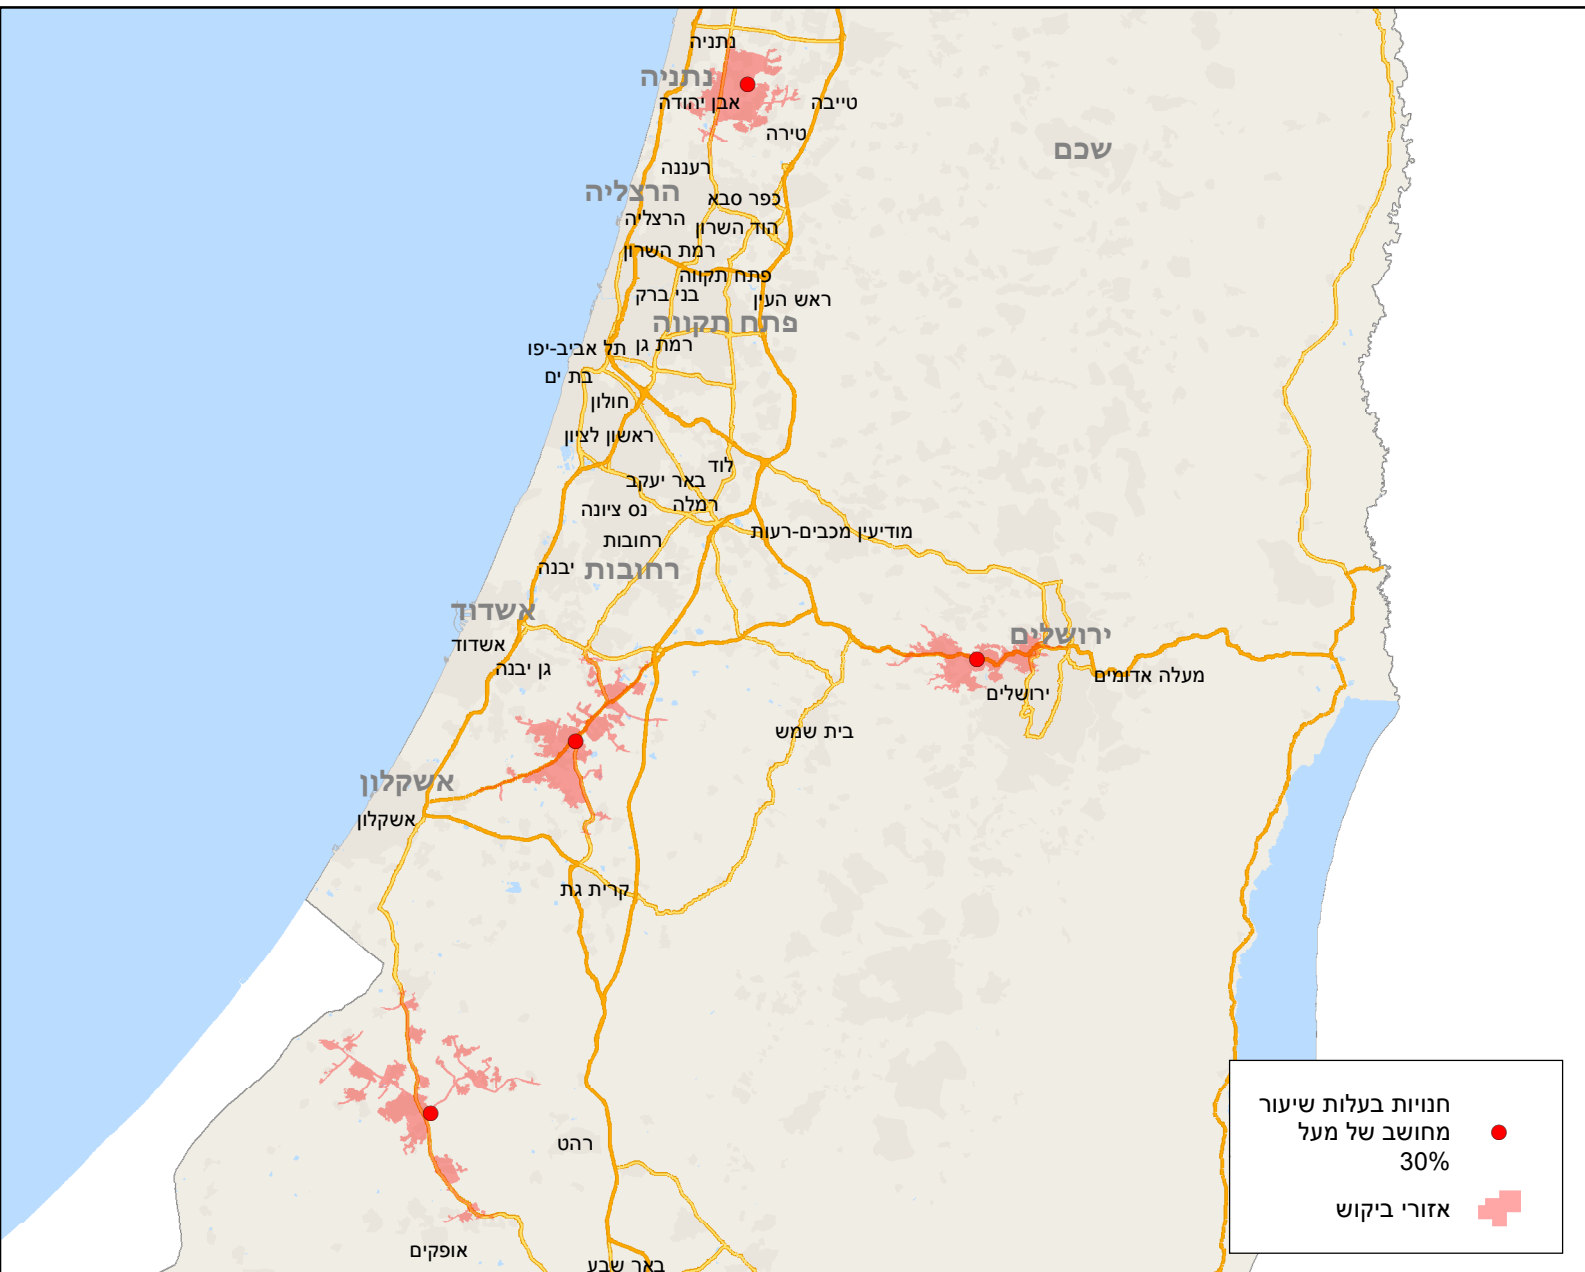 נתניה
נתניה
אבן יהודה
טייבה
טירה
שכם
רעננה
הרצליה
כפר סבא
הרצליה
הוד השרון
רמת השרון
פתח תקווה
בני ברק
ראש העין
פתח תקווה
רמת גן
תל אביב-יפו
בת ים
חולון
ראשון לציון
לוד
באר יעקב
רמלה
נס ציונה
מודיעין מכבים-רעות
רחובות
יבנה
רחובות
אשדוד
ירושלים
אשדוד
גן יבנה
מעלה אדומים
ירושלים
בית שמש
אשקלון
אשקלון
קרית גת
רהט
אופקים
באר שבע
חנויות בעלות שיעור
מחושב של מעל
30%
אזורי ביקוש